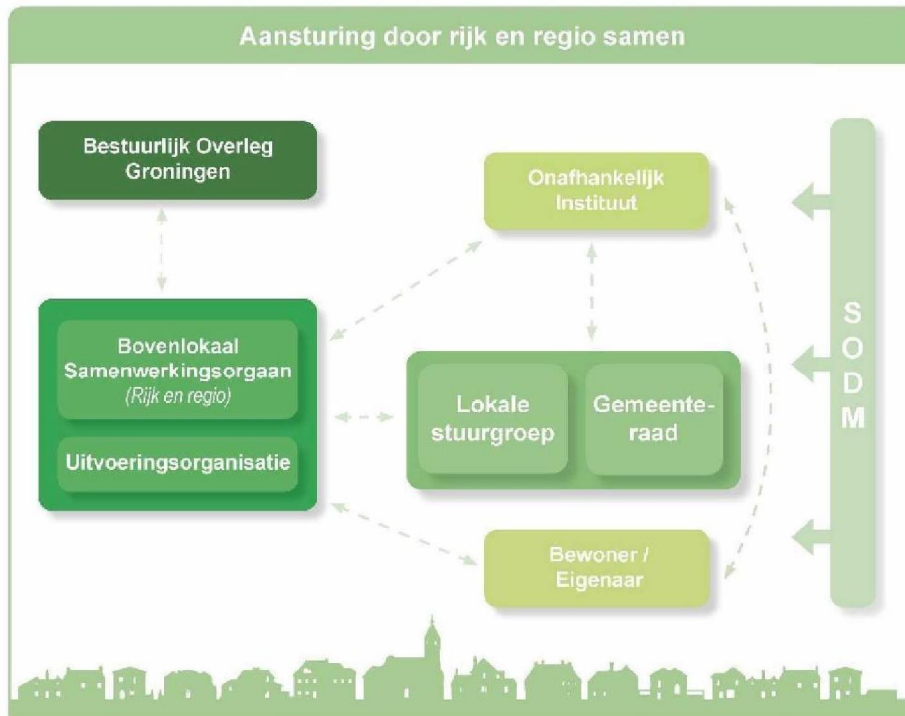 Aansturing door rijk en regio samen
Bestuurlijk Overleg
Groningen
Onafhankelijk
Instituut
Bovenlokaal
Samenwerkingsorgaan
(Rijk en regio)
Uitvoeringsorganisatie
Lokale
stuurgroep
Gemeente-
raad
Bewoner /
Eigenaar
SODM